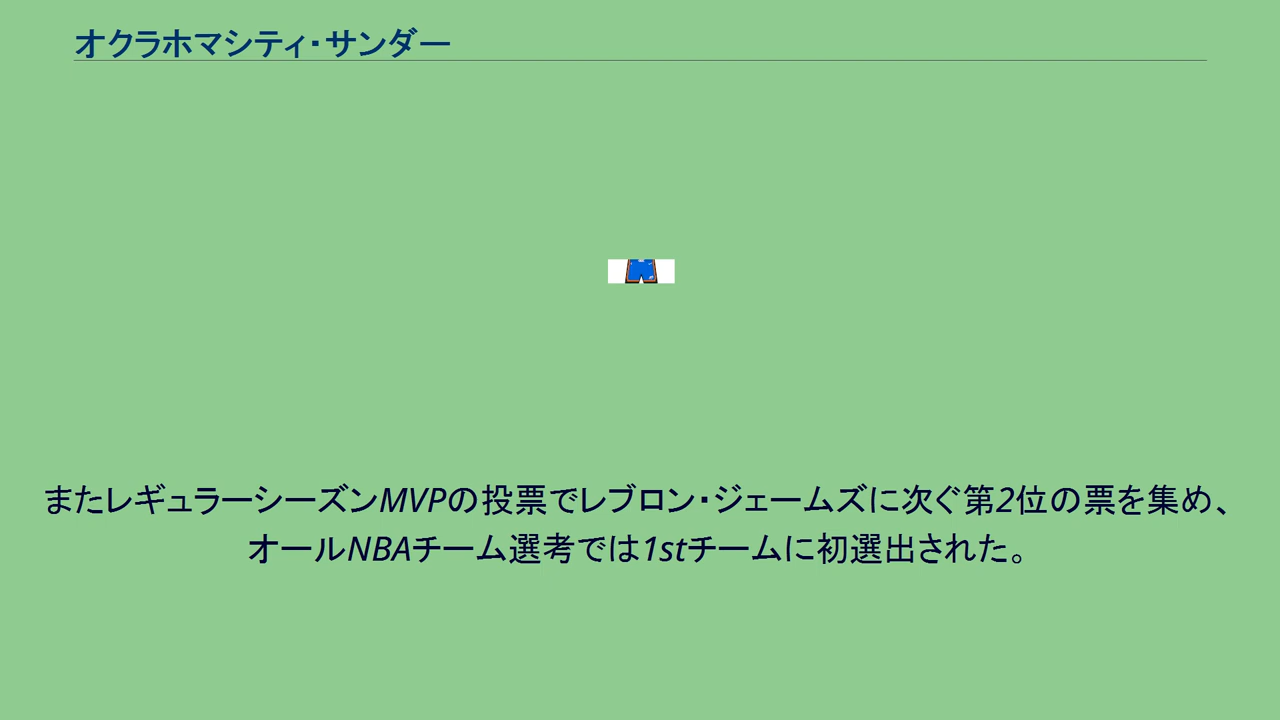 オクラホマシティ・サンダー
またレギュラーシーズンMVPの投票でレブロン・ジェームズに次ぐ第2位の票を集め、
オールNBAチーム選考では1stチームに初選出された。